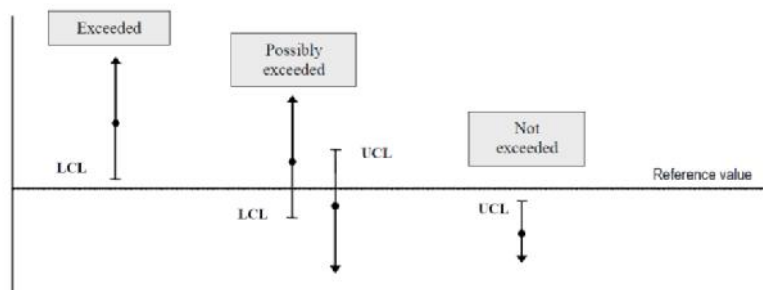 Exceeded
Possibly
exceeded
Not
exceeded
LCL
UCL
Reference value
LCL
UCL